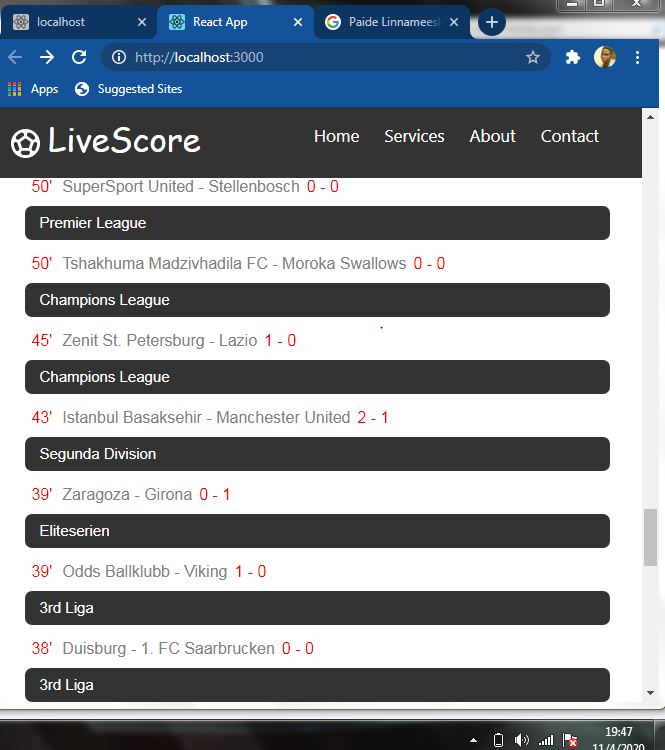 localhost
React App
Paide Linnamees
http://localhost:3000
Apps
Suggested Sites
LiveScore
Home Services About Contact
50' SuperSport United - Stellenbosch 0 - 0
Premier League
50' Tshakhuma Madzivhadila FC - Moroka Swallows 0 - 0
Champions League
45' Zenit St. Petersburg - Lazio 1 - 0
Champions League
43' Istanbul Basaksehir - Manchester United 2 - 1
Segunda Division
39' Zaragoza - Girona 0 - 1
Eliteserien
39' Odds Ballklubb - Viking 1 - 0
3rd Liga
38' Duisburg - 1. FC Saarbrucken 0 - 0
3rd Liga
19:47
11/4/2020